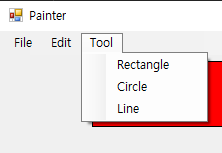 Painter
File Edit Tool
Rectangle
Circle
Line